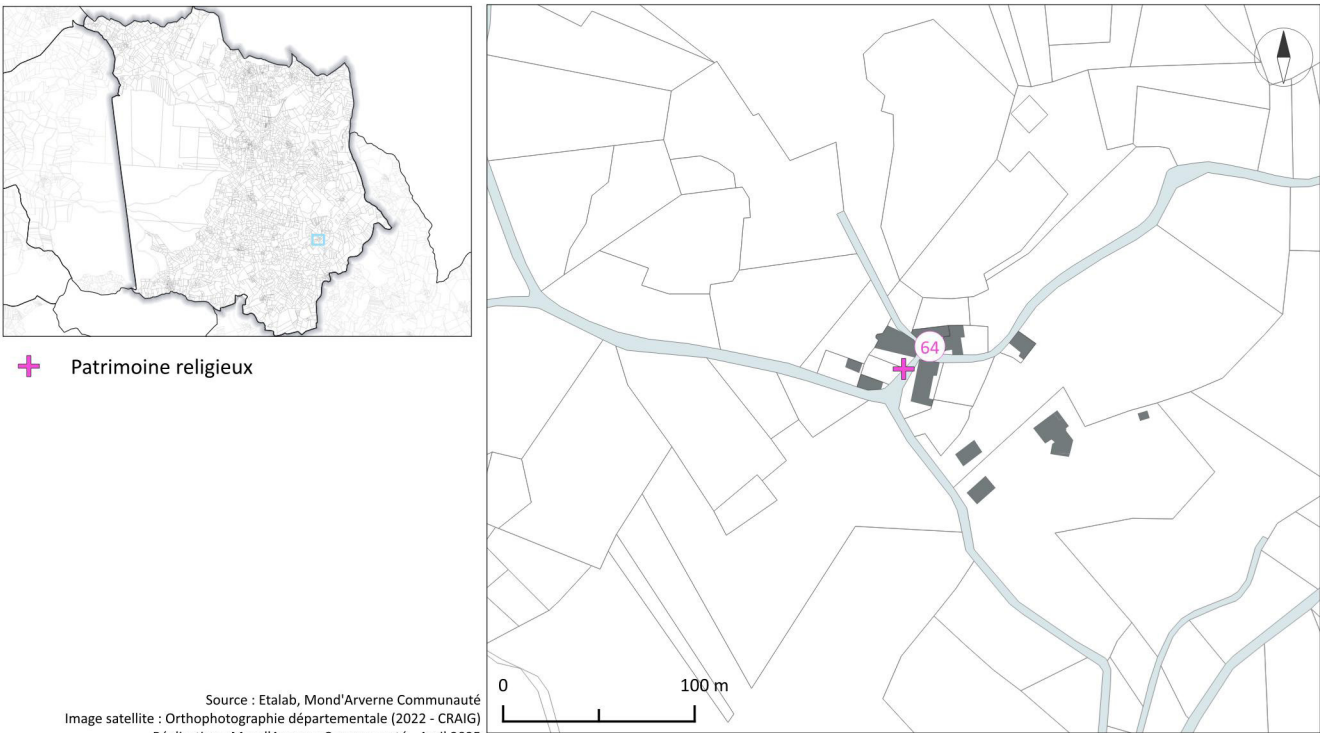 Patrimoine religieux
64
0 100 m
Source : Etalab, Mond'Arverne Communauté
Image satellite : Orthophotographie départementale (2022 - CRAIG)